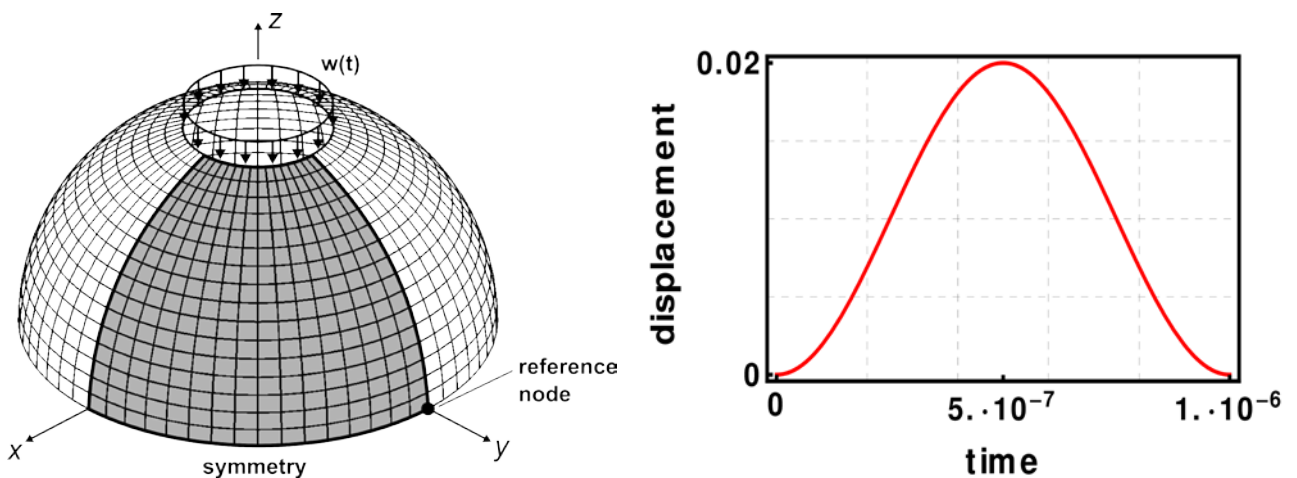 z
w(t)
reference
node
x
y
symmetry
displacement
0.02
0
0
5.·10⁻⁷
1.·10⁻⁶
time